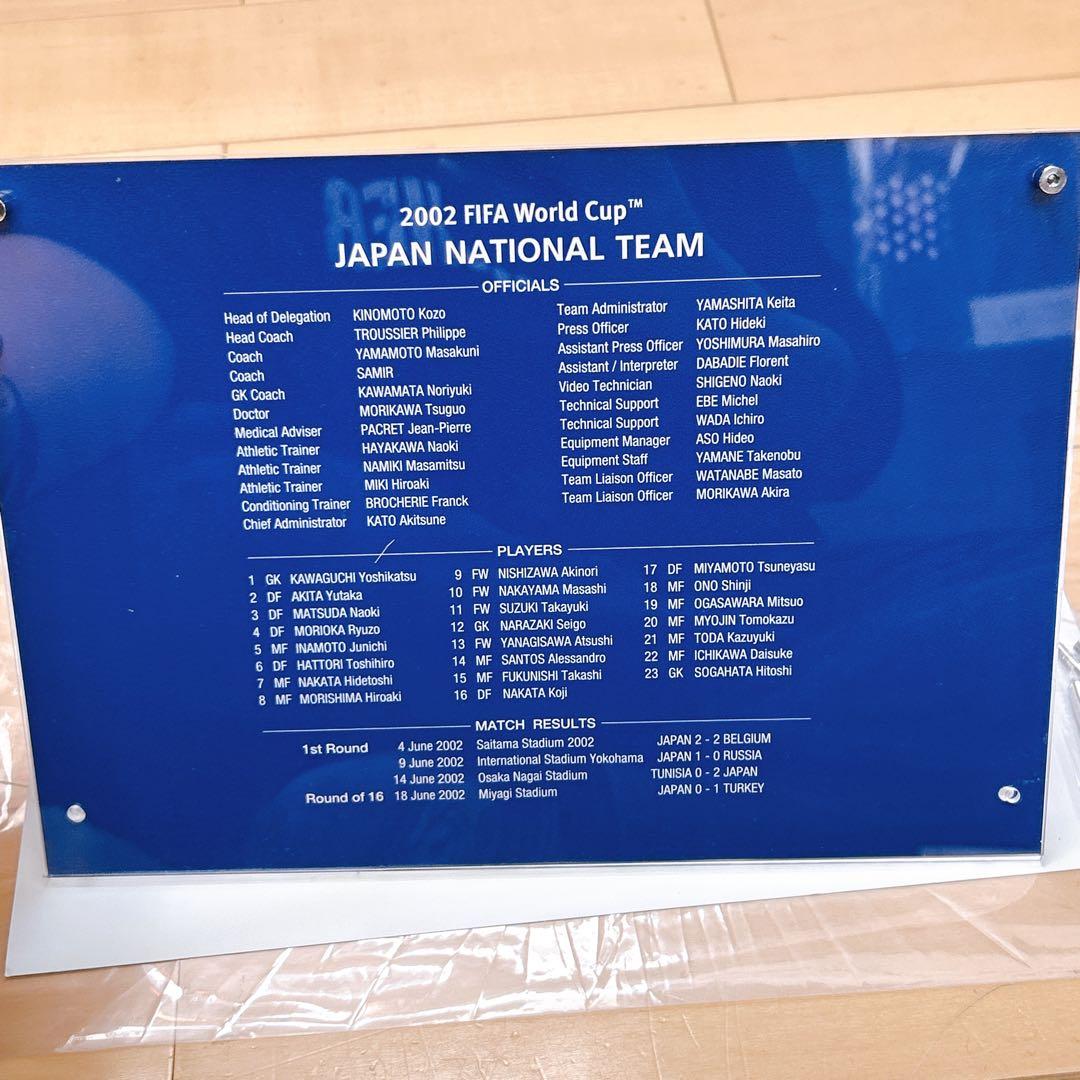 2002 FIFA World Cup™
JAPAN NATIONAL TEAM
OFFICIALS
Head of Delegation KINOMOTO Kozo
Head Coach TROUSSIER Philippe
Coach YAMAMOTO Masakuni
Coach SAMIR
GK Coach KAWAMATA Noriyuki
Doctor MORIKAWA Tsuguo
Medical Adviser PACRET Jean-Pierre
Athletic Trainer HAYAKAWA Naoki
Athletic Trainer NAMIKI Masamitsu
Athletic Trainer MIKI Hiroaki
Conditioning Trainer BROCHERIE Franck
Chief Administrator KATO Akitsune
Team Administrator YAMASHITA Keita
Press Officer KATO Hideki
Assistant Press Officer YOSHIMURA Masahiro
Assistant / Interpreter DABADIE Florent
Video Technician SHIGENO Naoki
Technical Support EBE Michel
Technical Support WADA Ichiro
Equipment Manager ASO Hideo
Equipment Staff YAMANE Takenobu
Team Liaison Officer WATANABE Masato
Team Liaison Officer MORIKAWA Akira
PLAYERS
1 GK KAWAGUCHI Yoshikatsu
2 DF AKITA Yutaka
3 DF MATSUDA Naoki
4 DF MORIOKA Ryuzo
5 MF INAMOTO Junichi
6 DF HATTORI Toshihiro
7 MF NAKATA Hidetoshi
8 MF MORISHIMA Hiroaki
9 FW NISHIZAWA Akinori
10 FW NAKAYAMA Masashi
11 FW SUZUKI Takayuki
12 GK NARAZAKI Seigo
13 FW YANAGISAWA Atsushi
14 MF SANTOS Alessandro
15 MF FUKUNISHI Takashi
16 DF NAKATA Koji
17 DF MIYAMOTO Tsuneyasu
18 MF ONO Shinji
19 MF OGASAWARA Mitsuo
20 MF MYOJIN Tomokazu
21 MF TODA Kazuyuki
22 MF ICHIKAWA Daisuke
23 GK SOGAHATA Hitoshi
MATCH RESULTS
1st Round 4 June 2002 Saitama Stadium 2002 JAPAN 2 - 2 BELGIUM
9 June 2002 International Stadium Yokohama JAPAN 1 - 0 RUSSIA
14 June 2002 Osaka Nagai Stadium TUNISIA 0 - 2 JAPAN
Round of 16 18 June 2002 Miyagi Stadium JAPAN 0 - 1 TURKEY